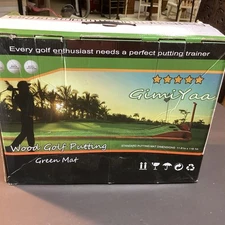 Every golf enthusiast needs a perfect putting trainer
GimiYaa
Wood Golf Putting
Green Mat